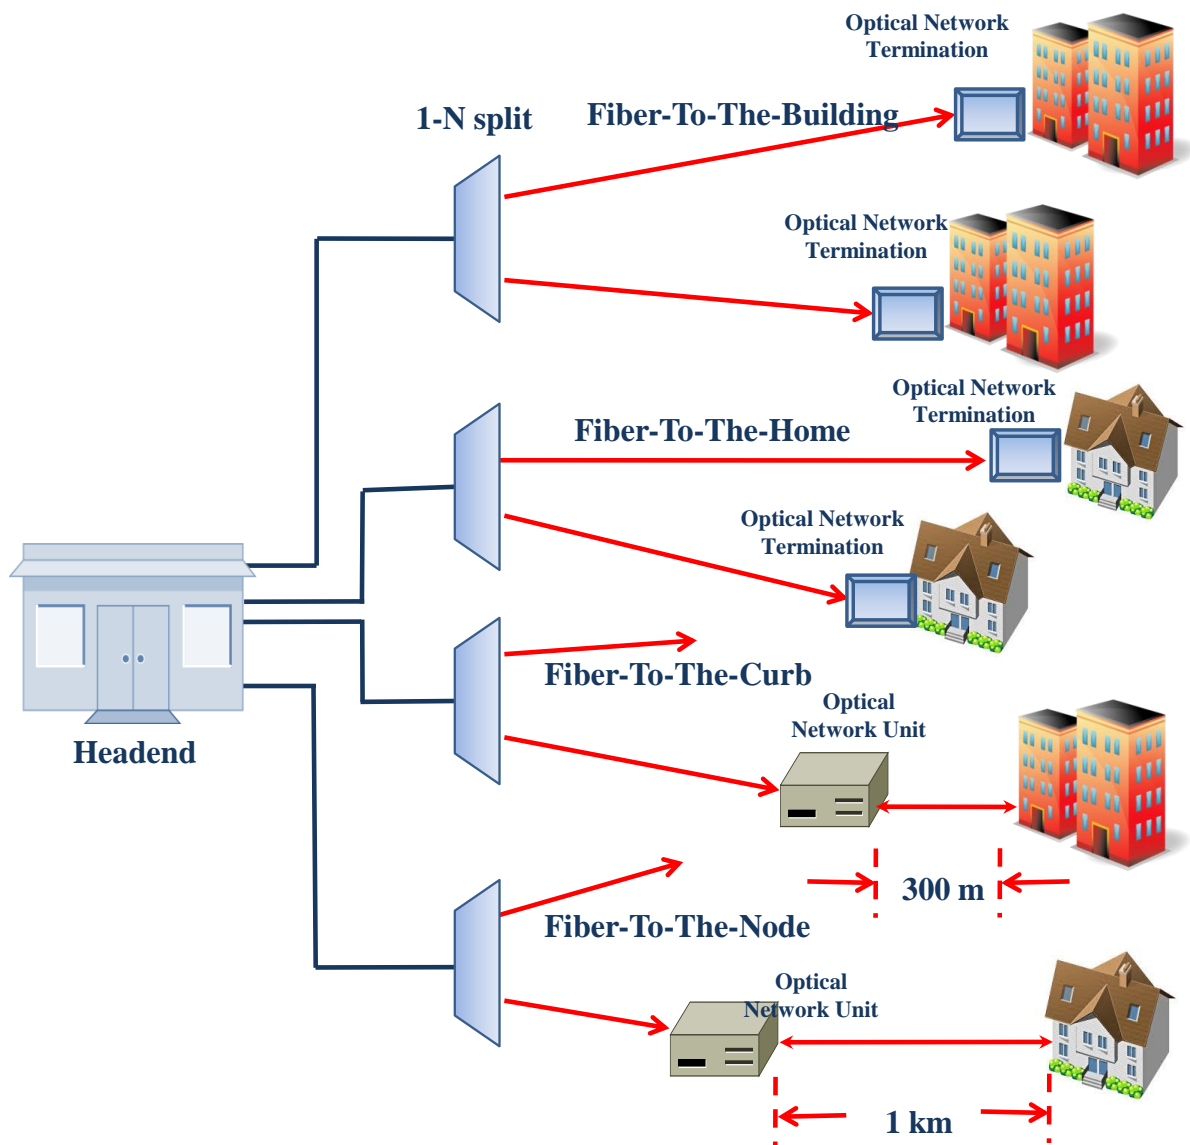 Optical Network
Termination
1-N split
Fiber-To-The-Building
Optical Network
Termination
Optical Network
Termination
Fiber-To-The-Home
Optical Network
Termination
Fiber-To-The-Curb
Optical
Network Unit
Headend
300 m
Fiber-To-The-Node
Optical
Network Unit
1 km